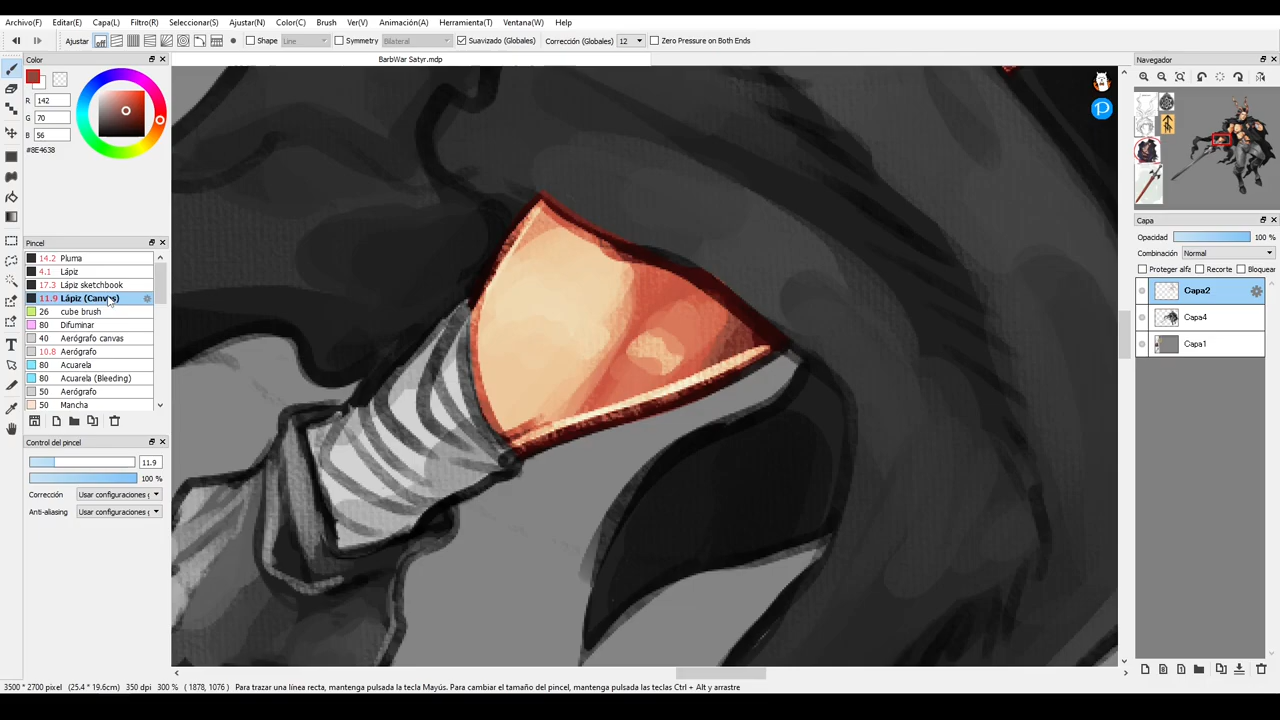 Archivo(F) Editar(E) Capa(L) Filtro(R) Seleccionar(S) Ajustar(N) Color(C) Brush Ver(V) Animación(A) Herramienta(T) Ventana(W) Help
Ajustar off Shape Line Symmetry Bilateral Suavizado (Globales) Corrección (Globales) 12 Zero Pressure on Both Ends
Color
BarbWar Satyr.mdp
Navegador
R 142
G 70
B 56
#8E4638
Capa
Opacidad 100 %
Combinación Normal
Proteger alfa Recorte Bloquear
Capa2
Capa4
Capa1
Pincel
14.2 Pluma
4.1 Lápiz
17.3 Lápiz sketchbook
11.9 Lápiz (Canvas)
26 cube brush
80 Difuminar
40 Aerógrafo canvas
10.8 Aerógrafo
80 Acuarela
80 Acuarela (Bleeding)
50 Aerógrafo
50 Mancha
Control del pincel
11.9
100 %
Corrección Usar configuraciones g
Anti-aliasing Usar configuraciones g
3500 * 2700 pixel (25.4 * 19.6cm) 350 dpi 300 % ( 1878, 1076 ) Para trazar una línea recta, mantenga pulsada la tecla Mayús. Para cambiar el tamaño del pincel, mantenga pulsadas las teclas Ctrl + Alt y arrastre